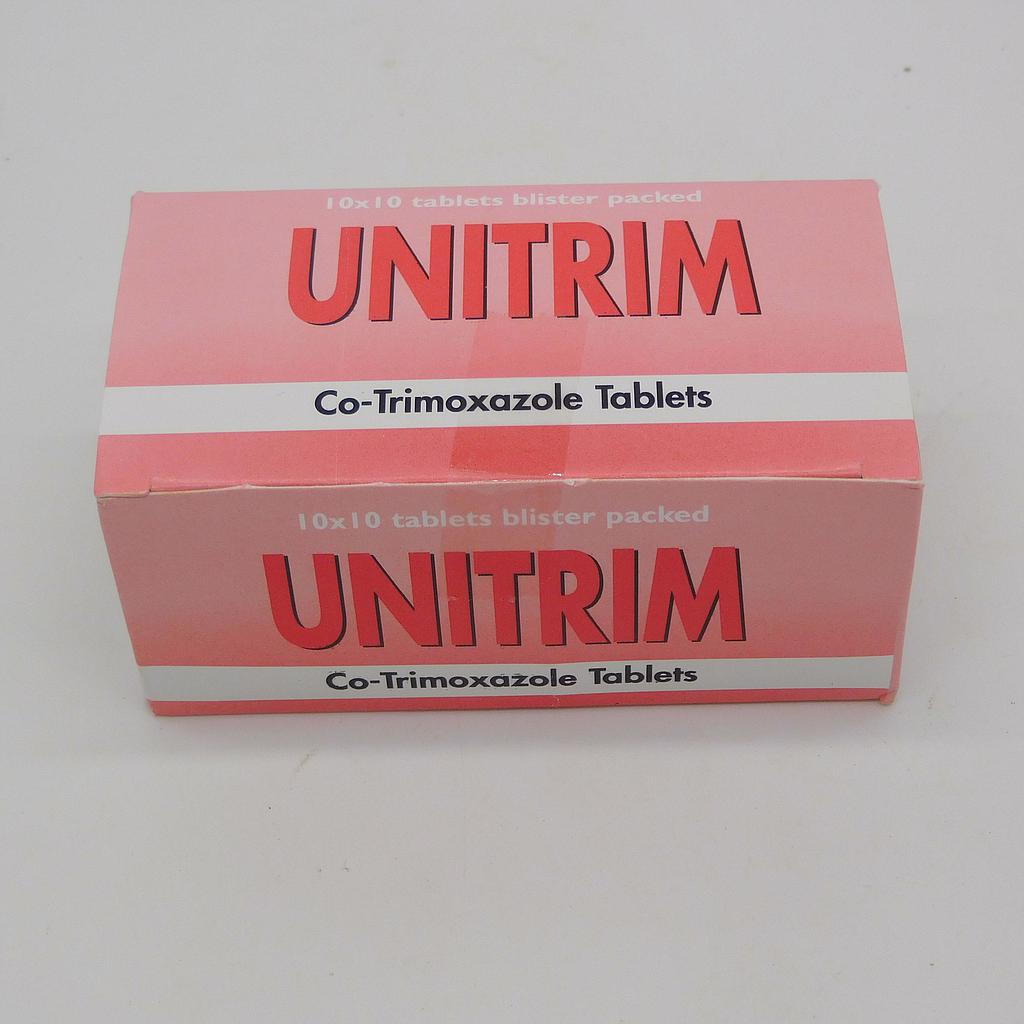 10x10 tablets blister packed
UNITRIM
Co-Trimoxazole Tablets
10x10 tablets blister packed
UNITRIM
Co-Trimoxazole Tablets